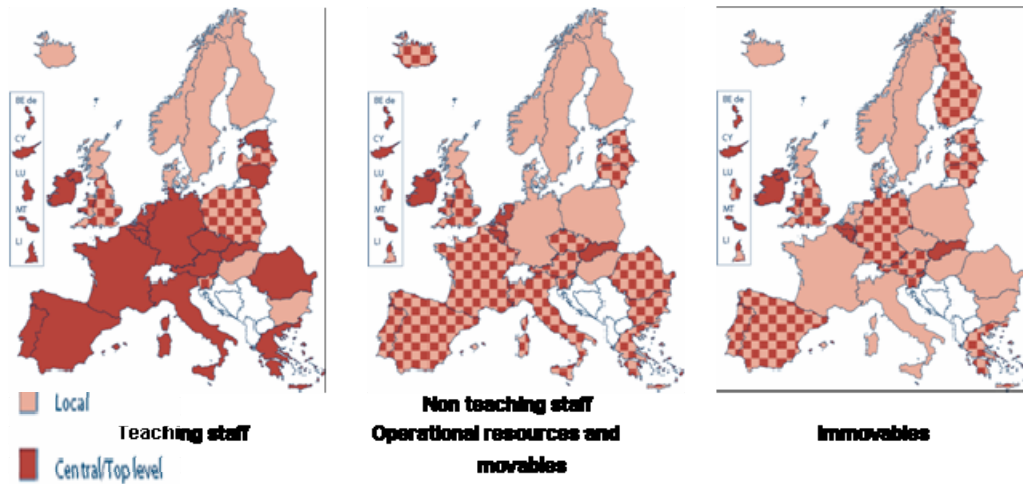 BE de
CY
LU
MT
LI
BE de
CY
LU
MT
LI
BE de
CY
LU
MT
LI
Local
Central/Top level
Teaching staff
Non teaching staff
Operational resources and
movables
Immovables